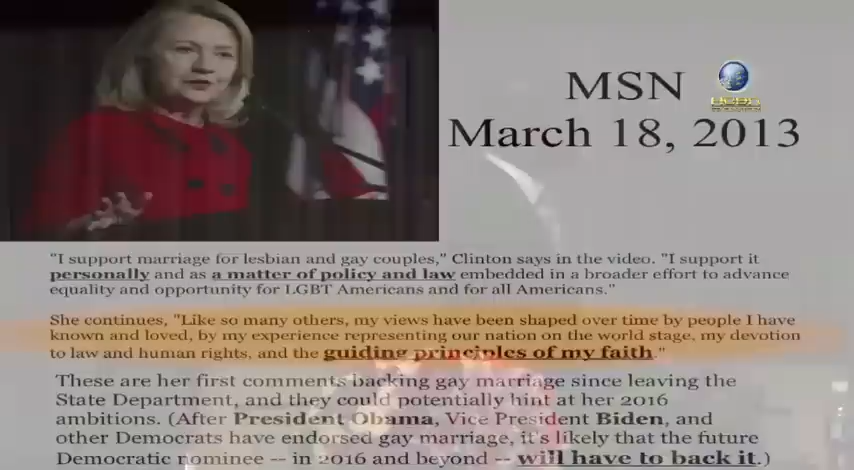 MSN
March 18, 2013
"I support marriage for lesbian and gay couples," Clinton says in the video. "I support it
personally and as a matter of policy and law embedded in a broader effort to advance
equality and opportunity for LGBT Americans and for all Americans."
She continues, "Like so many others, my views have been shaped over time by people I have
known and loved, by my experience representing our nation on the world stage, my devotion
to law and human rights, and the guiding principles of my faith."
These are her first comments backing gay marriage since leaving the
State Department, and they could potentially hint at her 2016
ambitions. (After President Obama, Vice President Biden, and
other Democrats have endorsed gay marriage, it's likely that the future
Democratic nominee -- in 2016 and beyond -- will have to back it.)